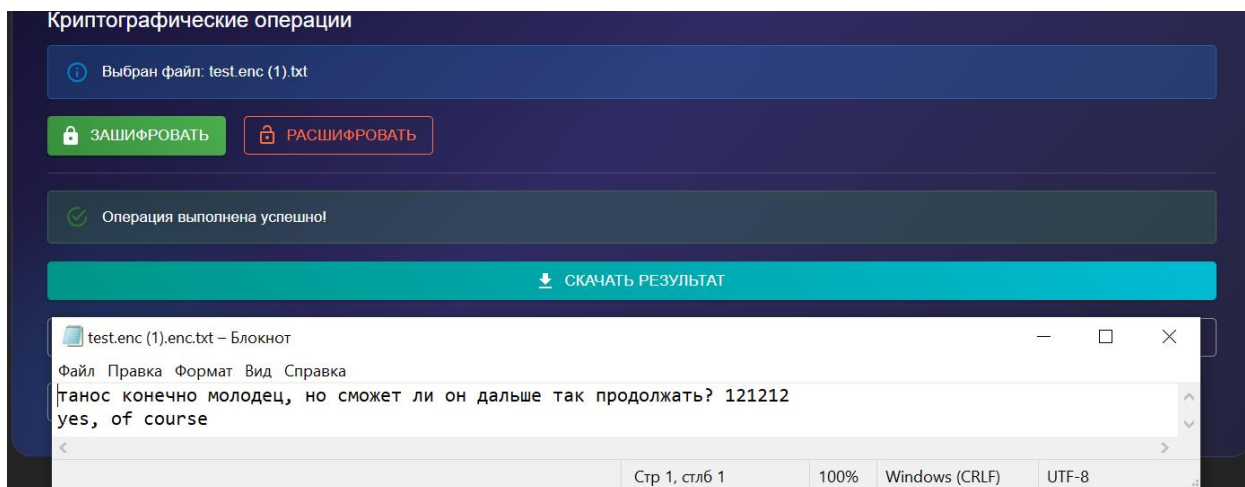 Криптографические операции
Выбран файл: test.enc (1).txt
ЗАШИФРОВАТЬ
РАСШИФРОВАТЬ
Операция выполнена успешно!
СКАЧАТЬ РЕЗУЛЬТАТ
test.enc (1).enc.txt – Блокнот
Файл Правка Формат Вид Справка
танос конечно молодец, но сможет ли он дальше так продолжать? 121212
yes, of course
Стр 1, стлб 1 100% Windows (CRLF) UTF-8